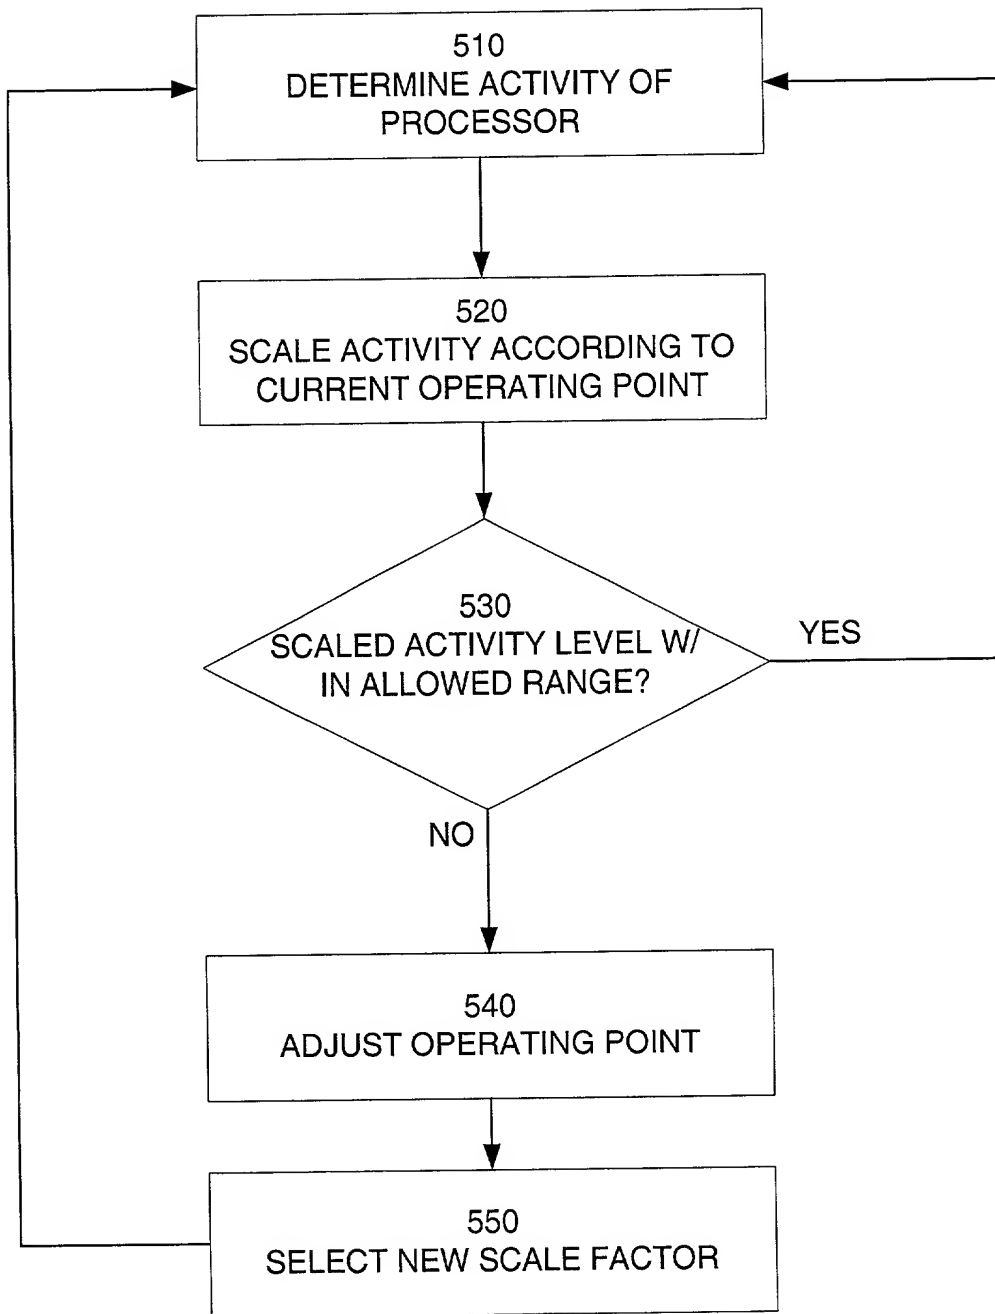 510
DETERMINE ACTIVITY OF
PROCESSOR
520
SCALE ACTIVITY ACCORDING TO
CURRENT OPERATING POINT
530
SCALED ACTIVITY LEVEL W/
IN ALLOWED RANGE?
YES
NO
540
ADJUST OPERATING POINT
550
SELECT NEW SCALE FACTOR